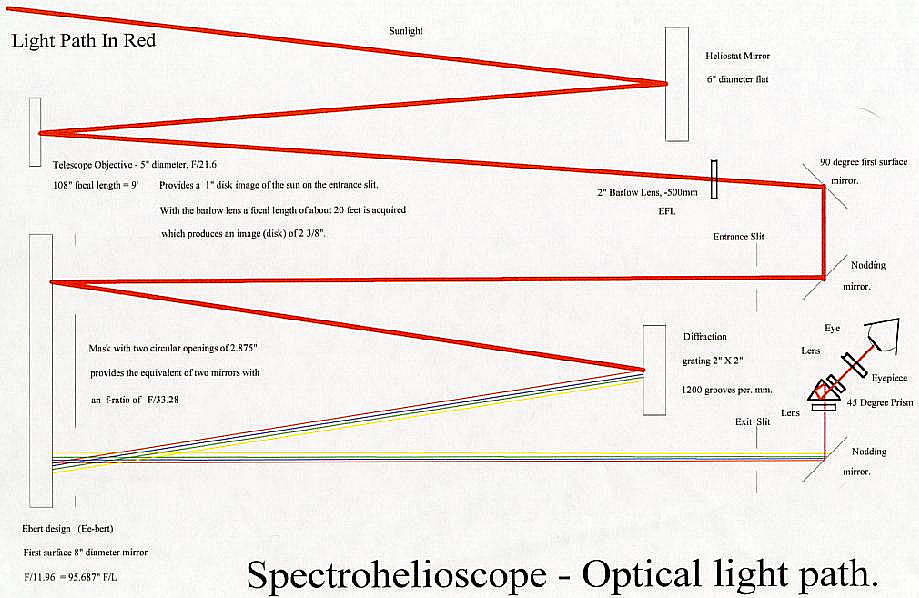 Light Path In Red
Sunlight
Heliostat Mirror
6" diameter flat
Telescope Objective - 5" diameter, F/21.6
108" focal length = 9'
Provides a 1" disk image of the sun on the entrance slit.
With the barlow lens a focal length of about 20 feet is acquired
which produces an image (disk) of 2 3/8".
2" Barlow Lens, -500mm
EFL
90 degree first surface
mirror.
Entrance Slit
Nodding
mirror.
Mask with two circular openings of 2.875"
provides the equivalent of two mirrors with
an f-ratio of F/33.28
Diffraction
grating 2" X 2"
1200 grooves per. mm.
Eye
Lens
Eyepiece
45 Degree Prism
Lens
Exit Slit
Nodding
mirror.
Ebert design (Ee-bert)
First surface 8" diameter mirror
F/11.96 = 95.687" F/L
Spectrohelioscope - Optical light path.